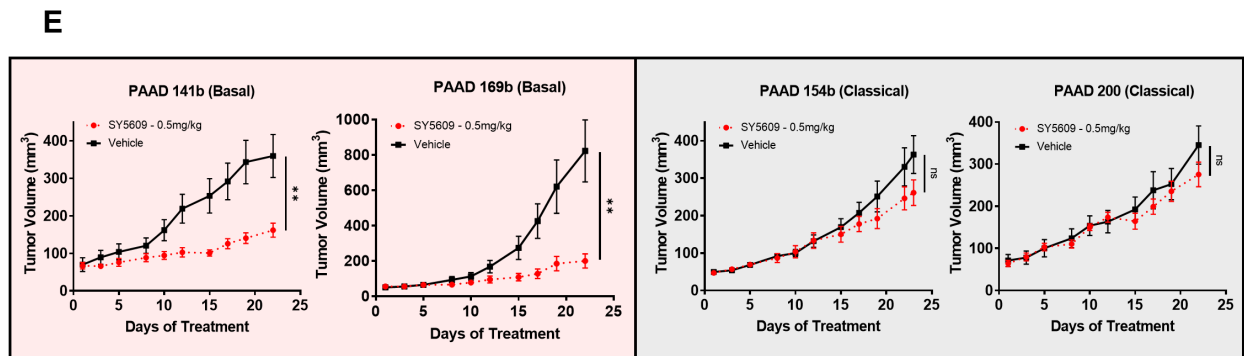 E
PAAD 141b (Basal)
SY5609 - 0.5mg/kg
Vehicle
Tumor Volume (mm³)
400
300
200
100
0
0 5 10 15 20 25
Days of Treatment
PAAD 169b (Basal)
SY5609 - 0.5mg/kg
Vehicle
Tumor Volume (mm³)
1000
800
600
400
200
0
0 5 10 15 20 25
Days of Treatment
**
**
PAAD 154b (Classical)
SY5609 - 0.5mg/kg
Vehicle
Tumor Volume (mm³)
400
300
200
100
0
0 5 10 15 20 25
Days of Treatment
ns
PAAD 200 (Classical)
SY5609 - 0.5mg/kg
Vehicle
Tumor Volume (mm³)
400
300
200
100
0
0 5 10 15 20 25
Days of Treatment
ns